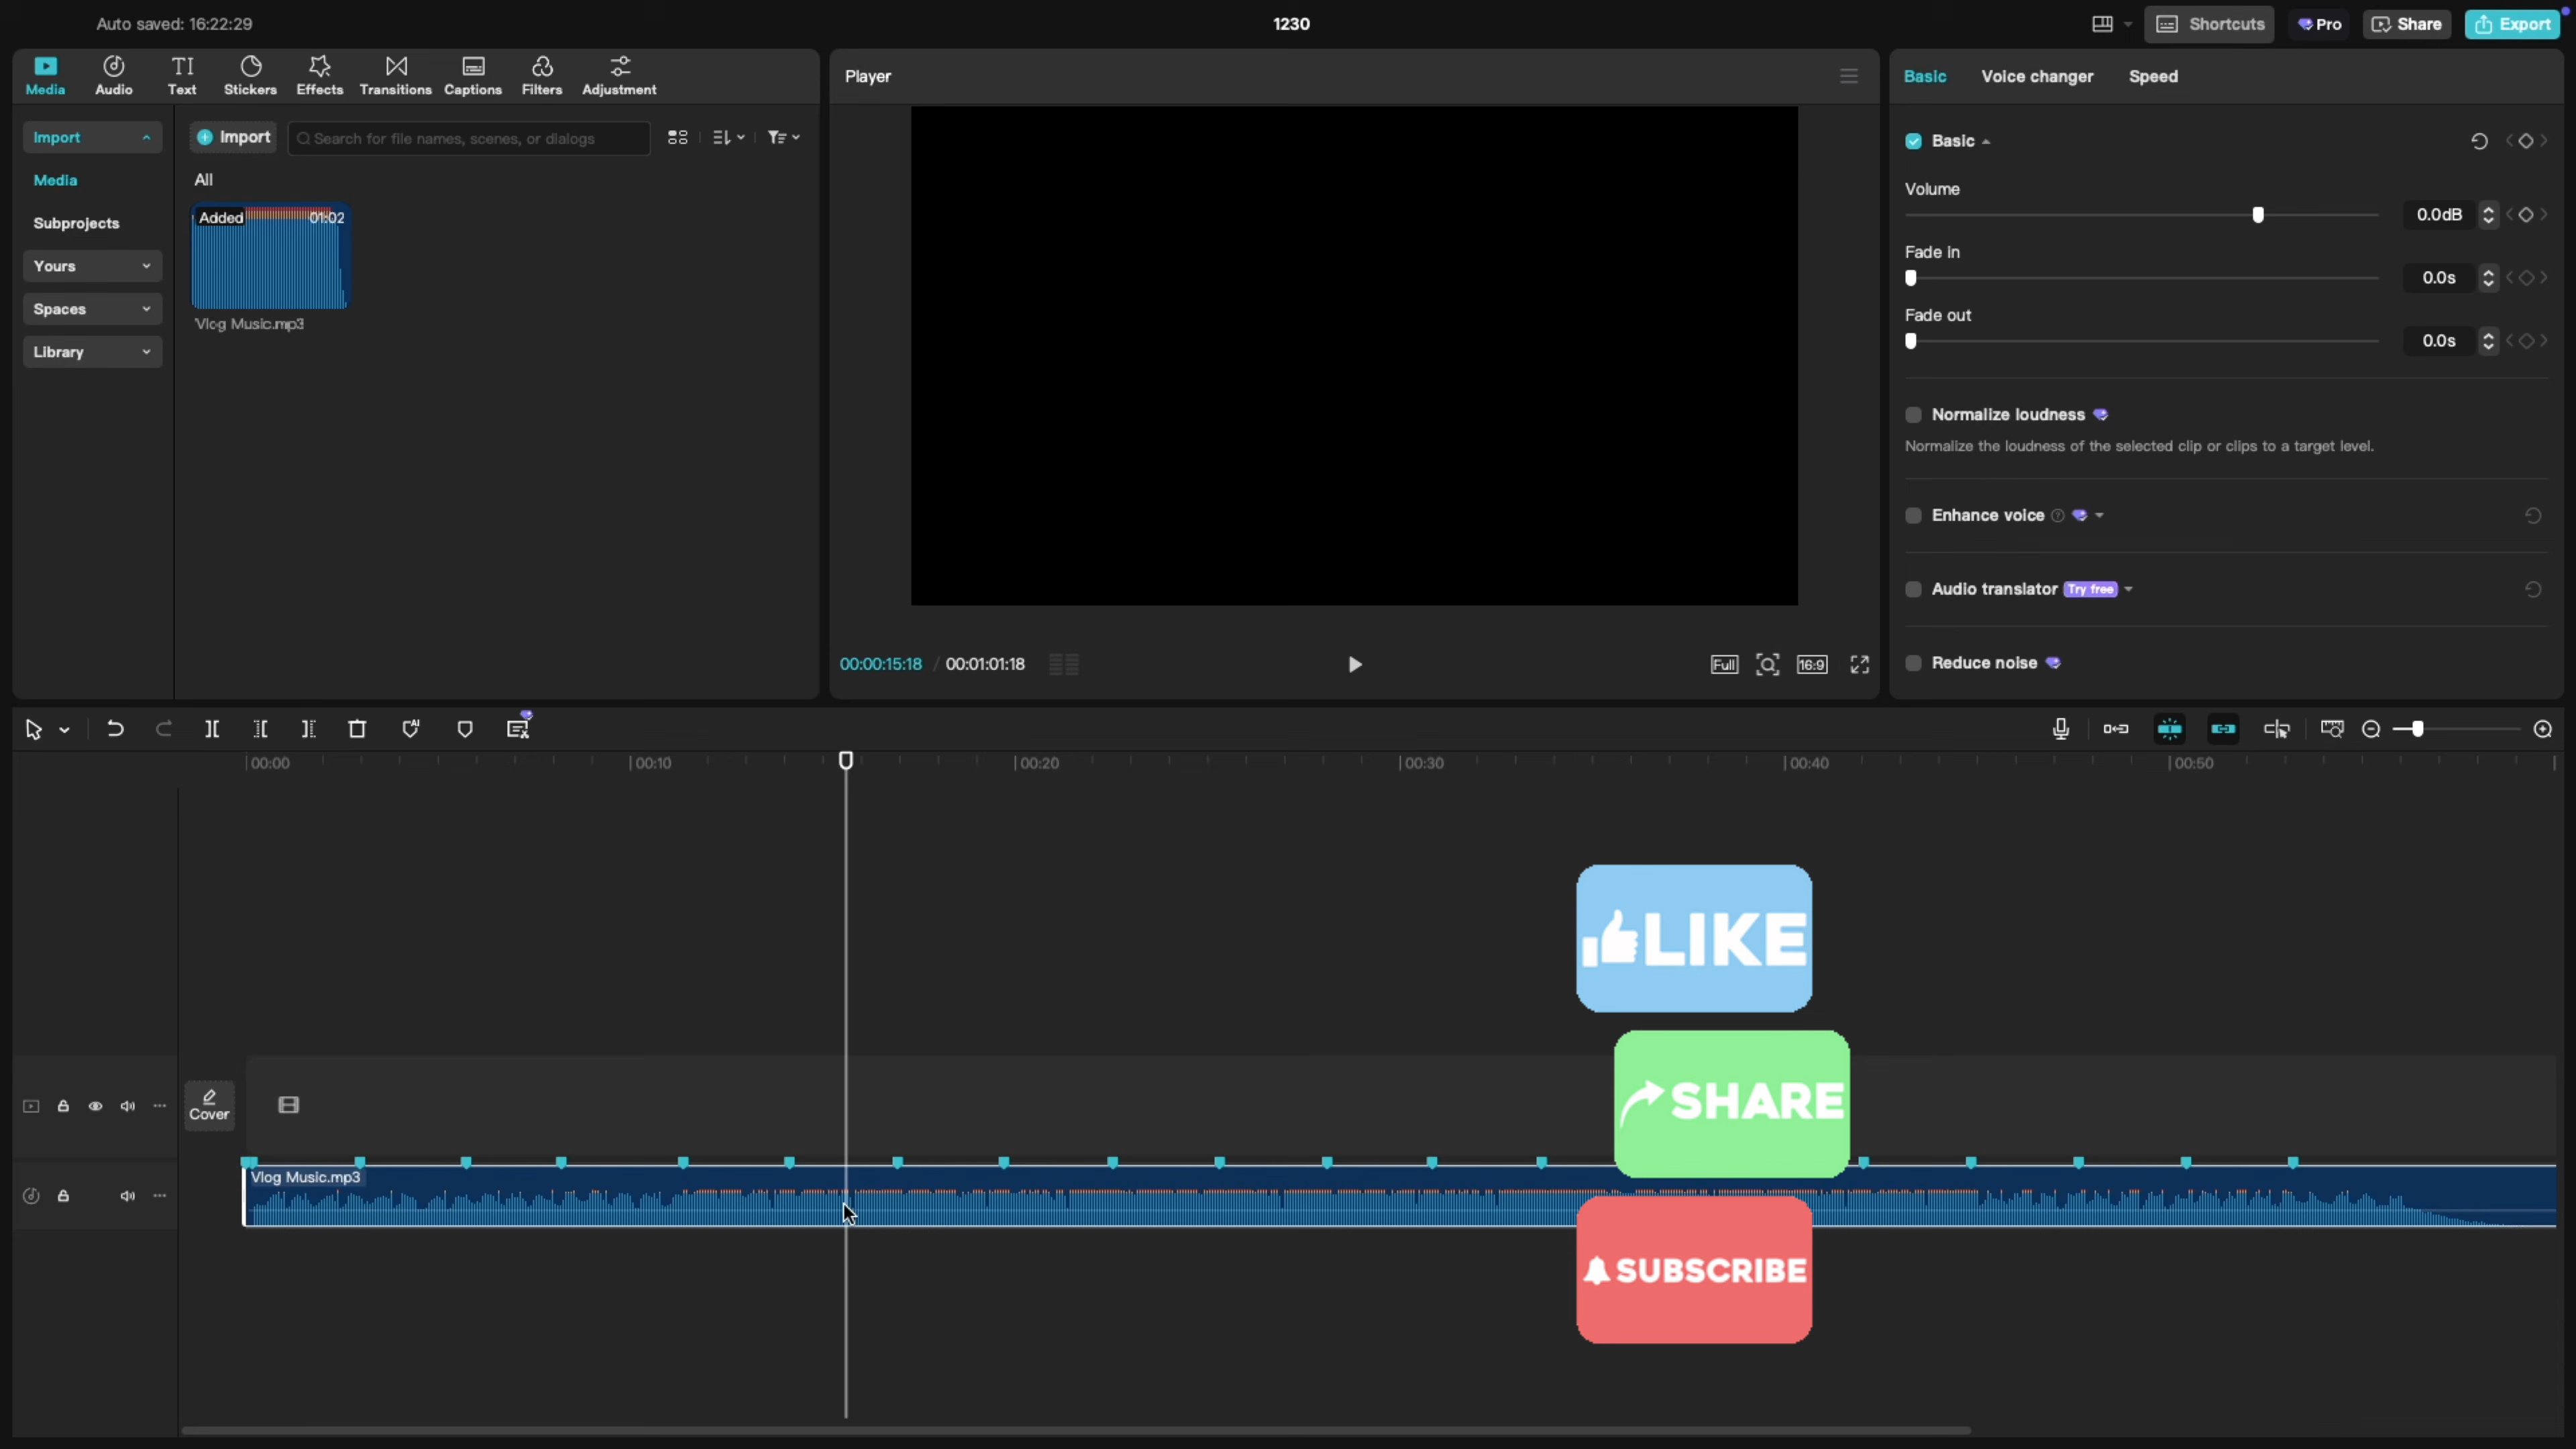 Auto saved: 16:22:29
1230
Shortcuts
Pro
Share
Export
Media
Audio
Text
Stickers
Effects
Transitions
Captions
Filters
Adjustment
Player
Basic
Voice changer
Speed
Import
Media
Subprojects
Yours
Spaces
Library
Import
Search for file names, scenes, or dialogs
All
Added
01:02
Vlog Music.mp3
Basic
Volume
0.0dB
Fade in
0.0s
Fade out
0.0s
Normalize loudness
Normalize the loudness of the selected clip or clips to a target level.
Enhance voice
Audio translator
Try free
Reduce noise
00:00:15:18 / 00:01:01:18
Full
16:9
AI
00:00
00:10
00:20
00:30
00:40
00:50
LIKE
SHARE
SUBSCRIBE
Cover
Vlog Music.mp3